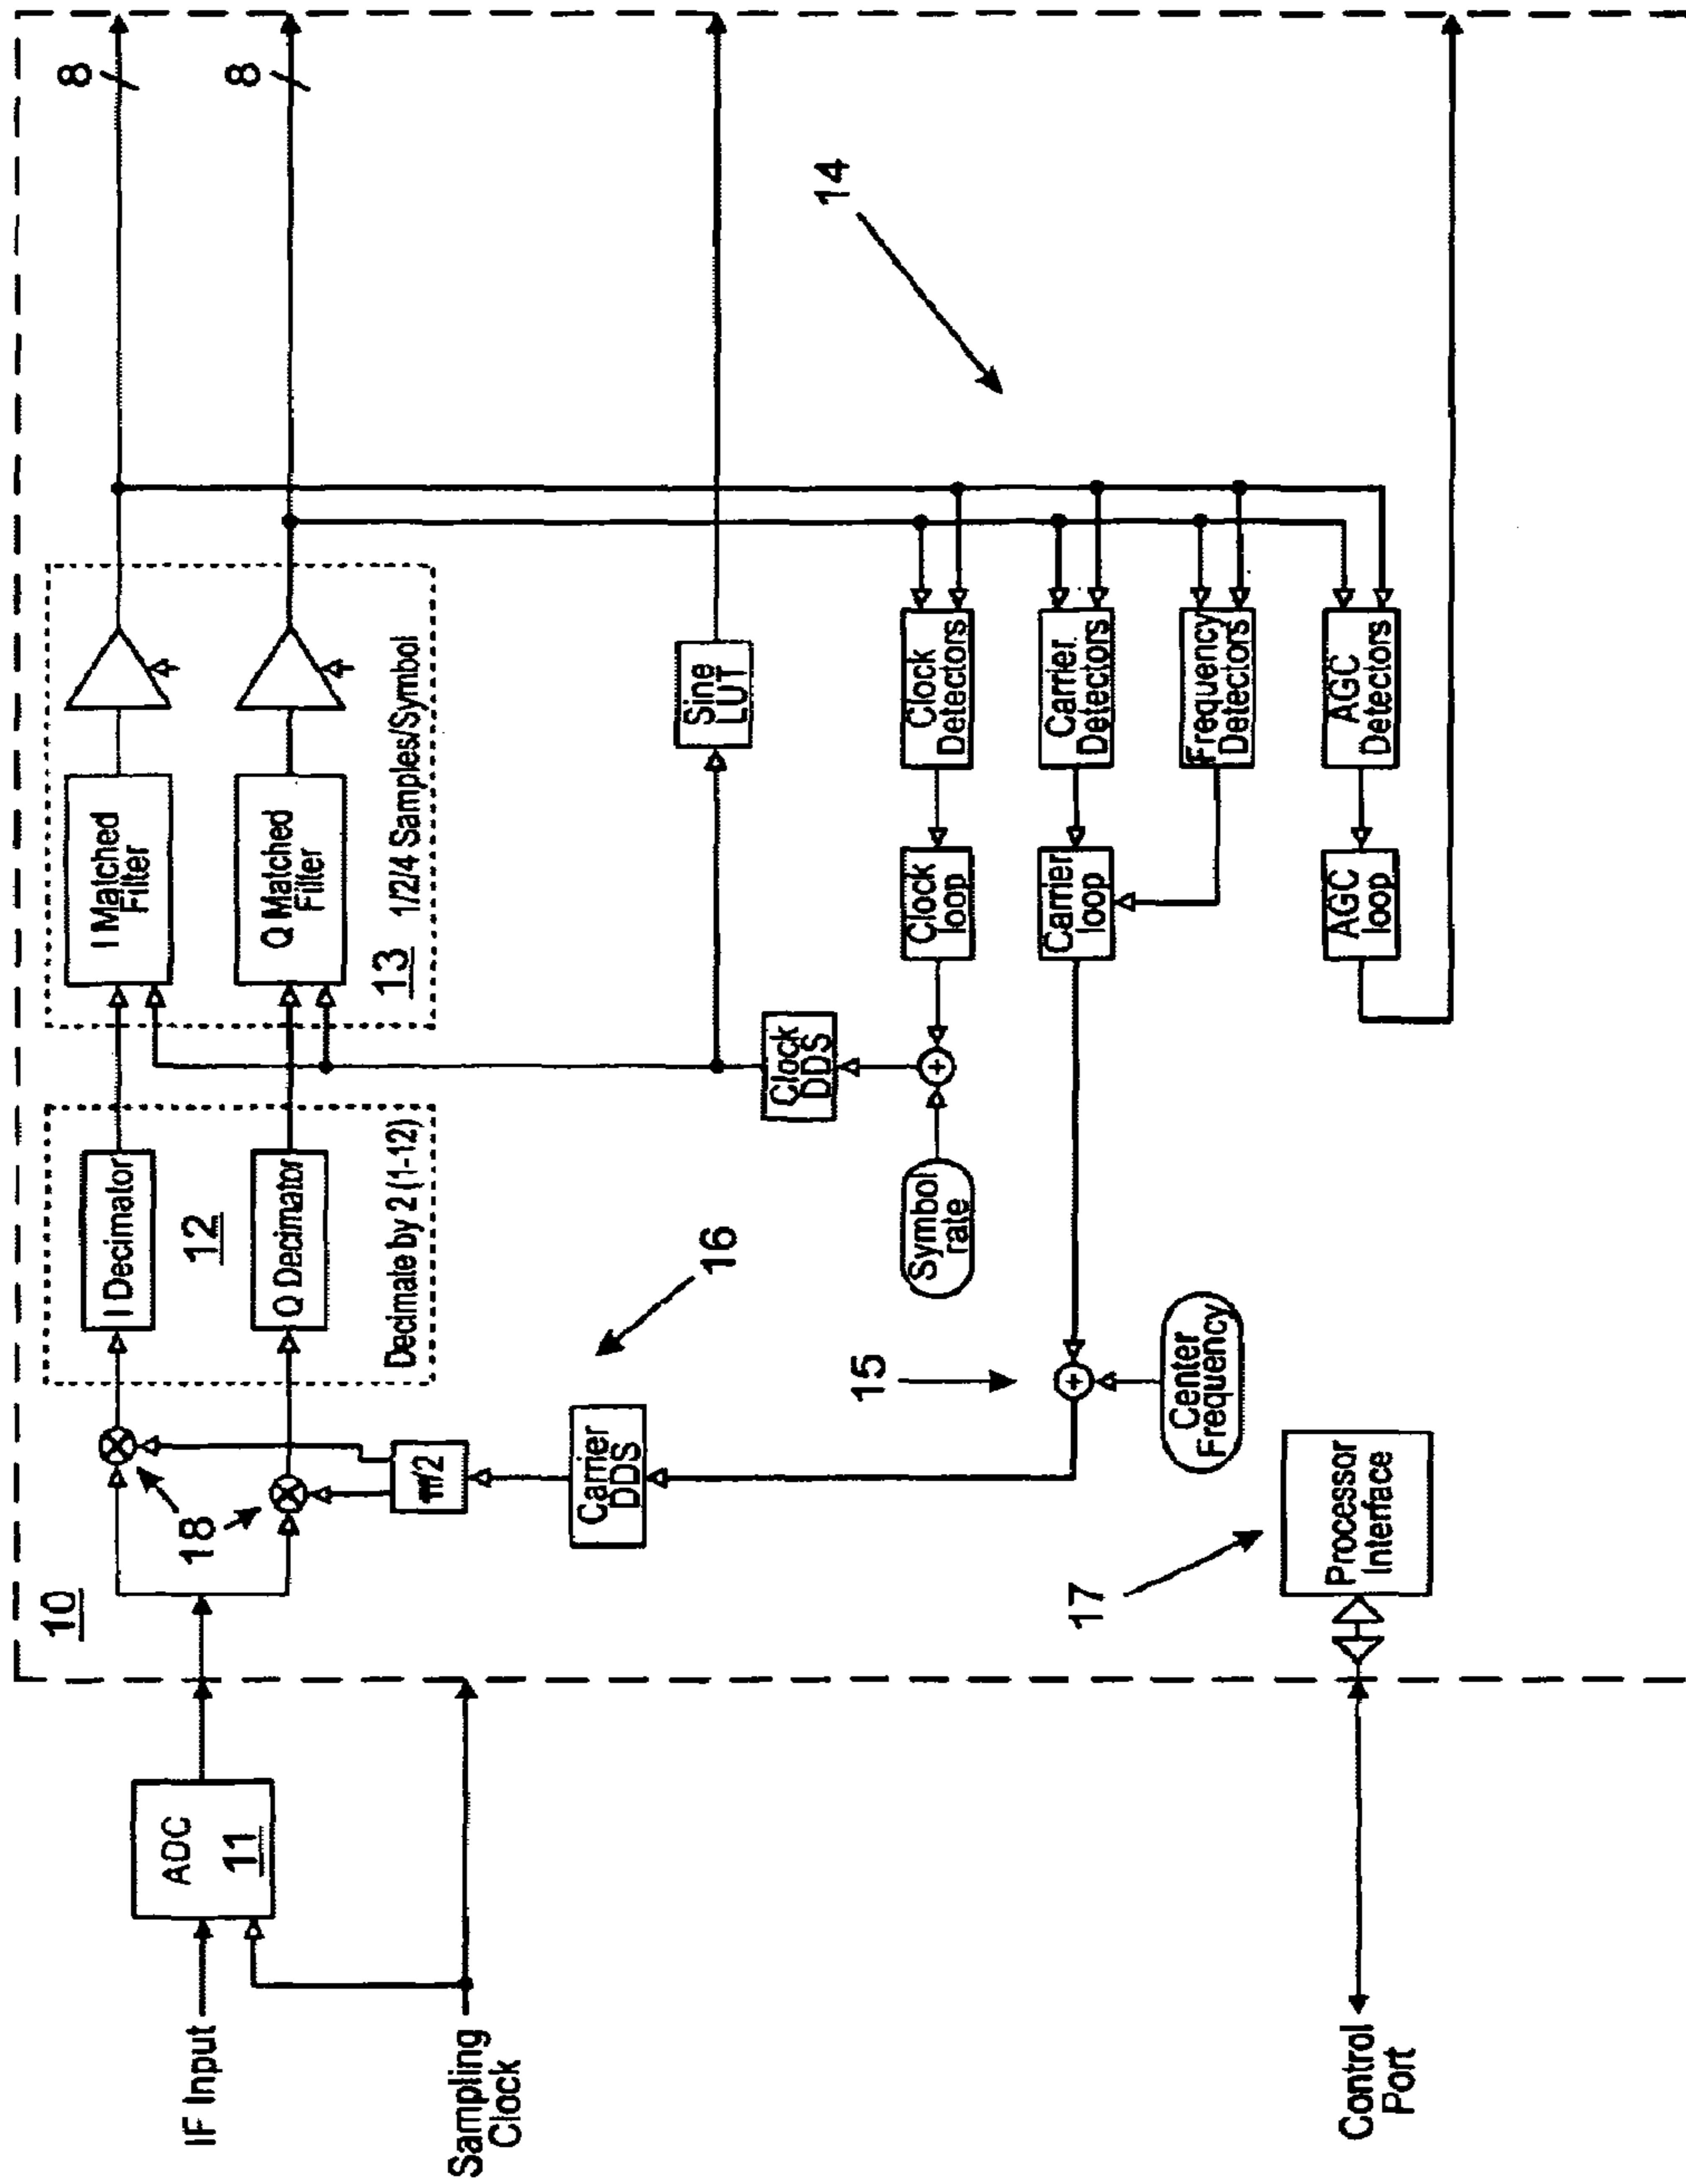 IF Input
Sampling
Clock
Control
Port
ADC
11
10
18
π/2
Carrier
DDS
16
I Decimator
12
Q Decimator
Decimate by 2 (1-12)
I Matched
Filter
Q Matched
Filter
13
1/2/4 Samples/Symbol
8
8
Sine
LUT
Clock
DDS
Symbol
rate
Clock
loop
Clock
Detectors
Carrier
loop
Carrier
Detectors
Frequency
Detectors
AGC
loop
AGC
Detectors
14
15
Center
Frequency
17
Processor
Interface